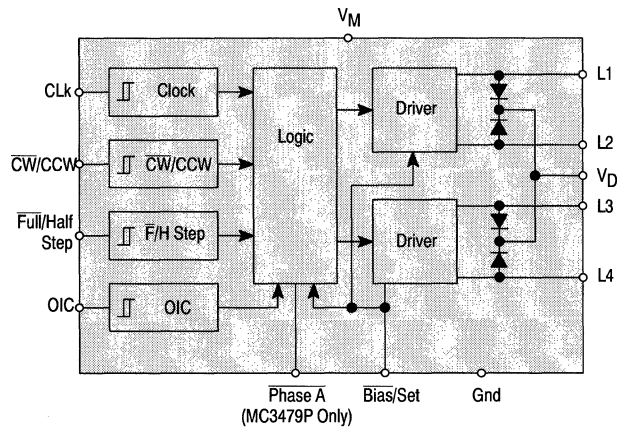 VM
CLk
Clock
CW/CCW
CW/CCW
Full/Half
Step
F/H Step
OIC
OIC
Logic
Driver
Driver
L1
L2
VD
L3
L4
Phase A
(MC3479P Only)
Bias/Set
Gnd